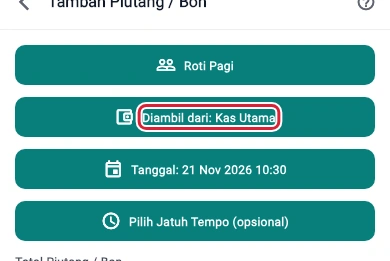 Tambah Piutang / Bon
Roti Pagi
Diambil dari: Kas Utama
Tanggal: 21 Nov 2026 10:30
Pilih Jatuh Tempo (opsional)
Total Piutang / Bon